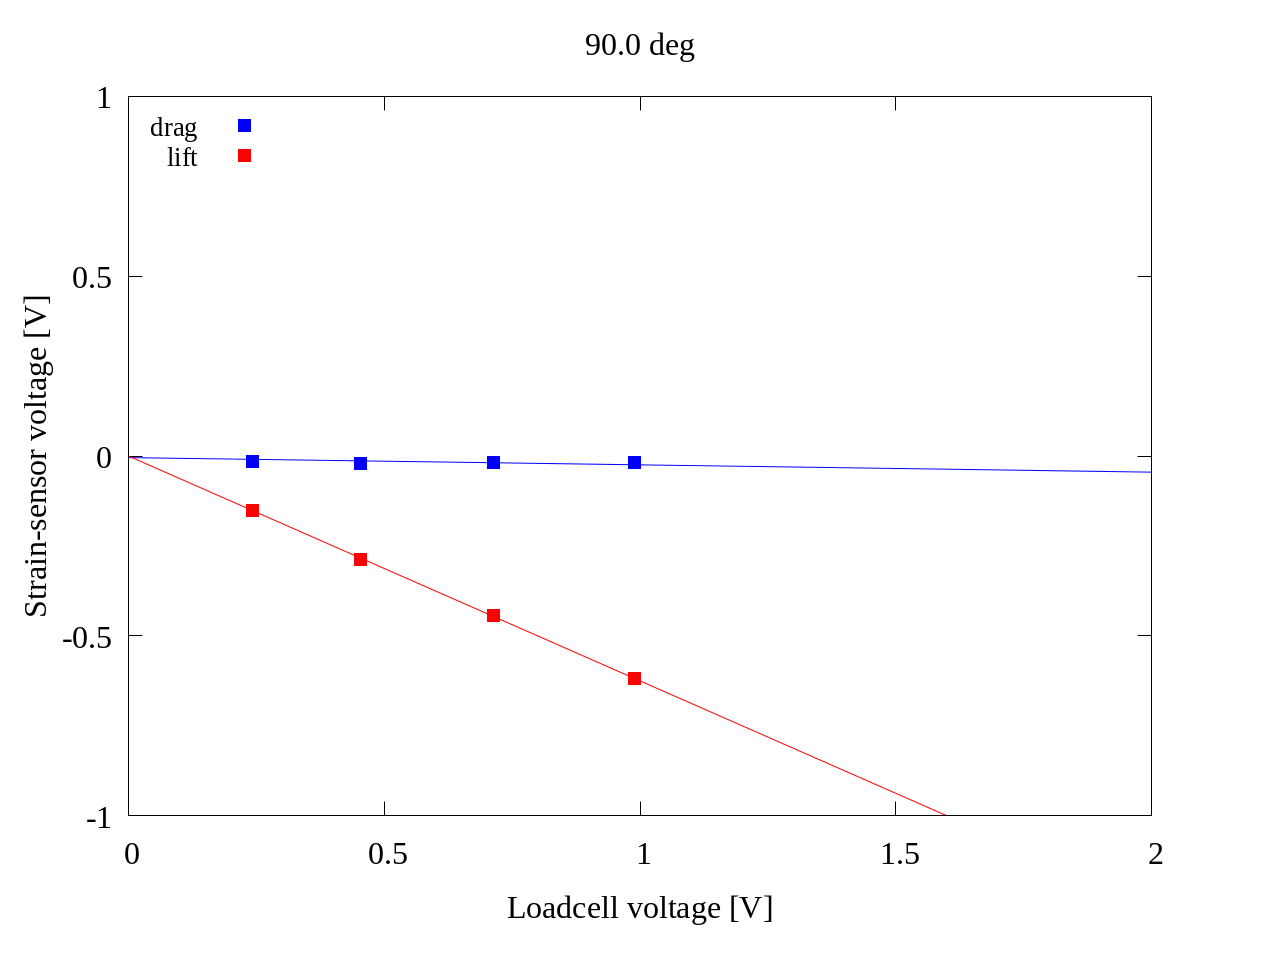 90.0 deg
drag
lift
1
0.5
0
-0.5
-1
Strain-sensor voltage [V]
0 0.5 1 1.5 2
Loadcell voltage [V]